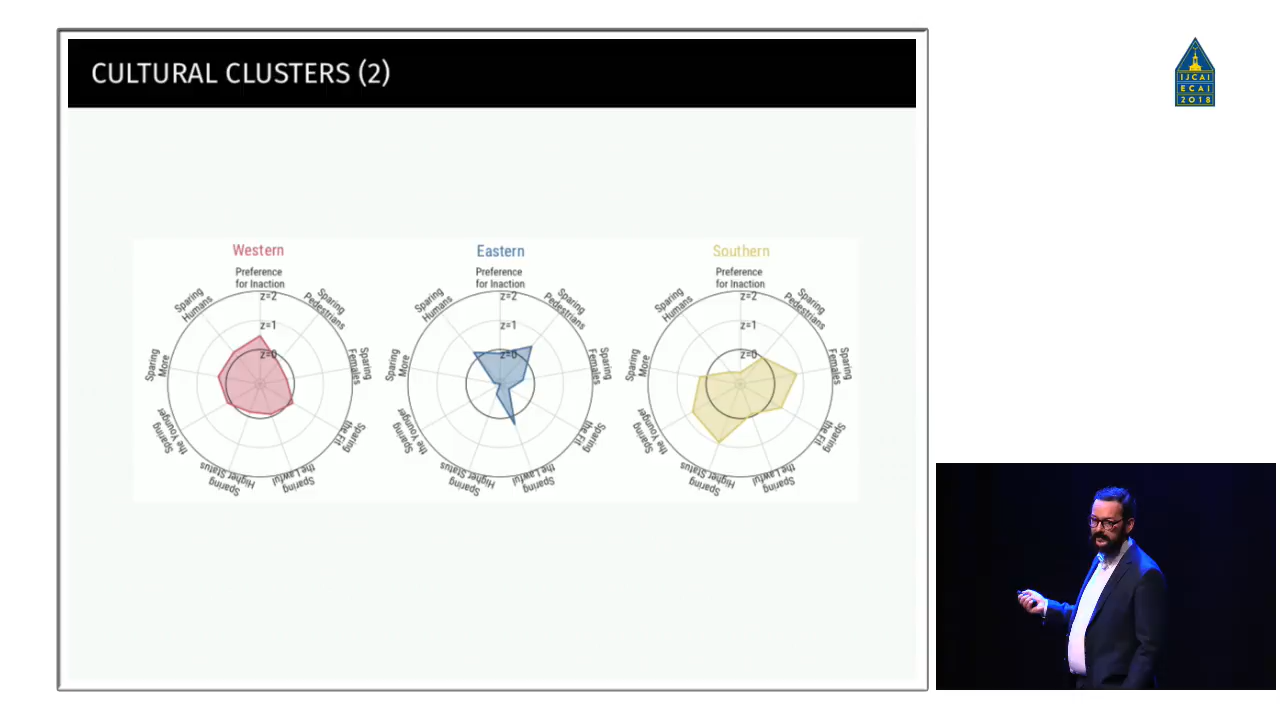 CULTURAL CLUSTERS (2)
IJCAI
ECAI
2018
Western
Preference
for Inaction
z=2
z=1
z=0
Sparing
Pedestrians
Sparing
Females
Sparing
the Fit
Sparing
the Lawful
Sparing
Higher Status
Sparing
the Younger
Sparing
More
Sparing
Humans
Eastern
Preference
for Inaction
z=2
z=1
z=0
Sparing
Pedestrians
Sparing
Females
Sparing
the Fit
Sparing
the Lawful
Sparing
Higher Status
Sparing
the Younger
Sparing
More
Sparing
Humans
Southern
Preference
for Inaction
z=2
z=1
z=0
Sparing
Pedestrians
Sparing
Females
Sparing
the Fit
Sparing
the Lawful
Sparing
Higher Status
Sparing
the Younger
Sparing
More
Sparing
Humans